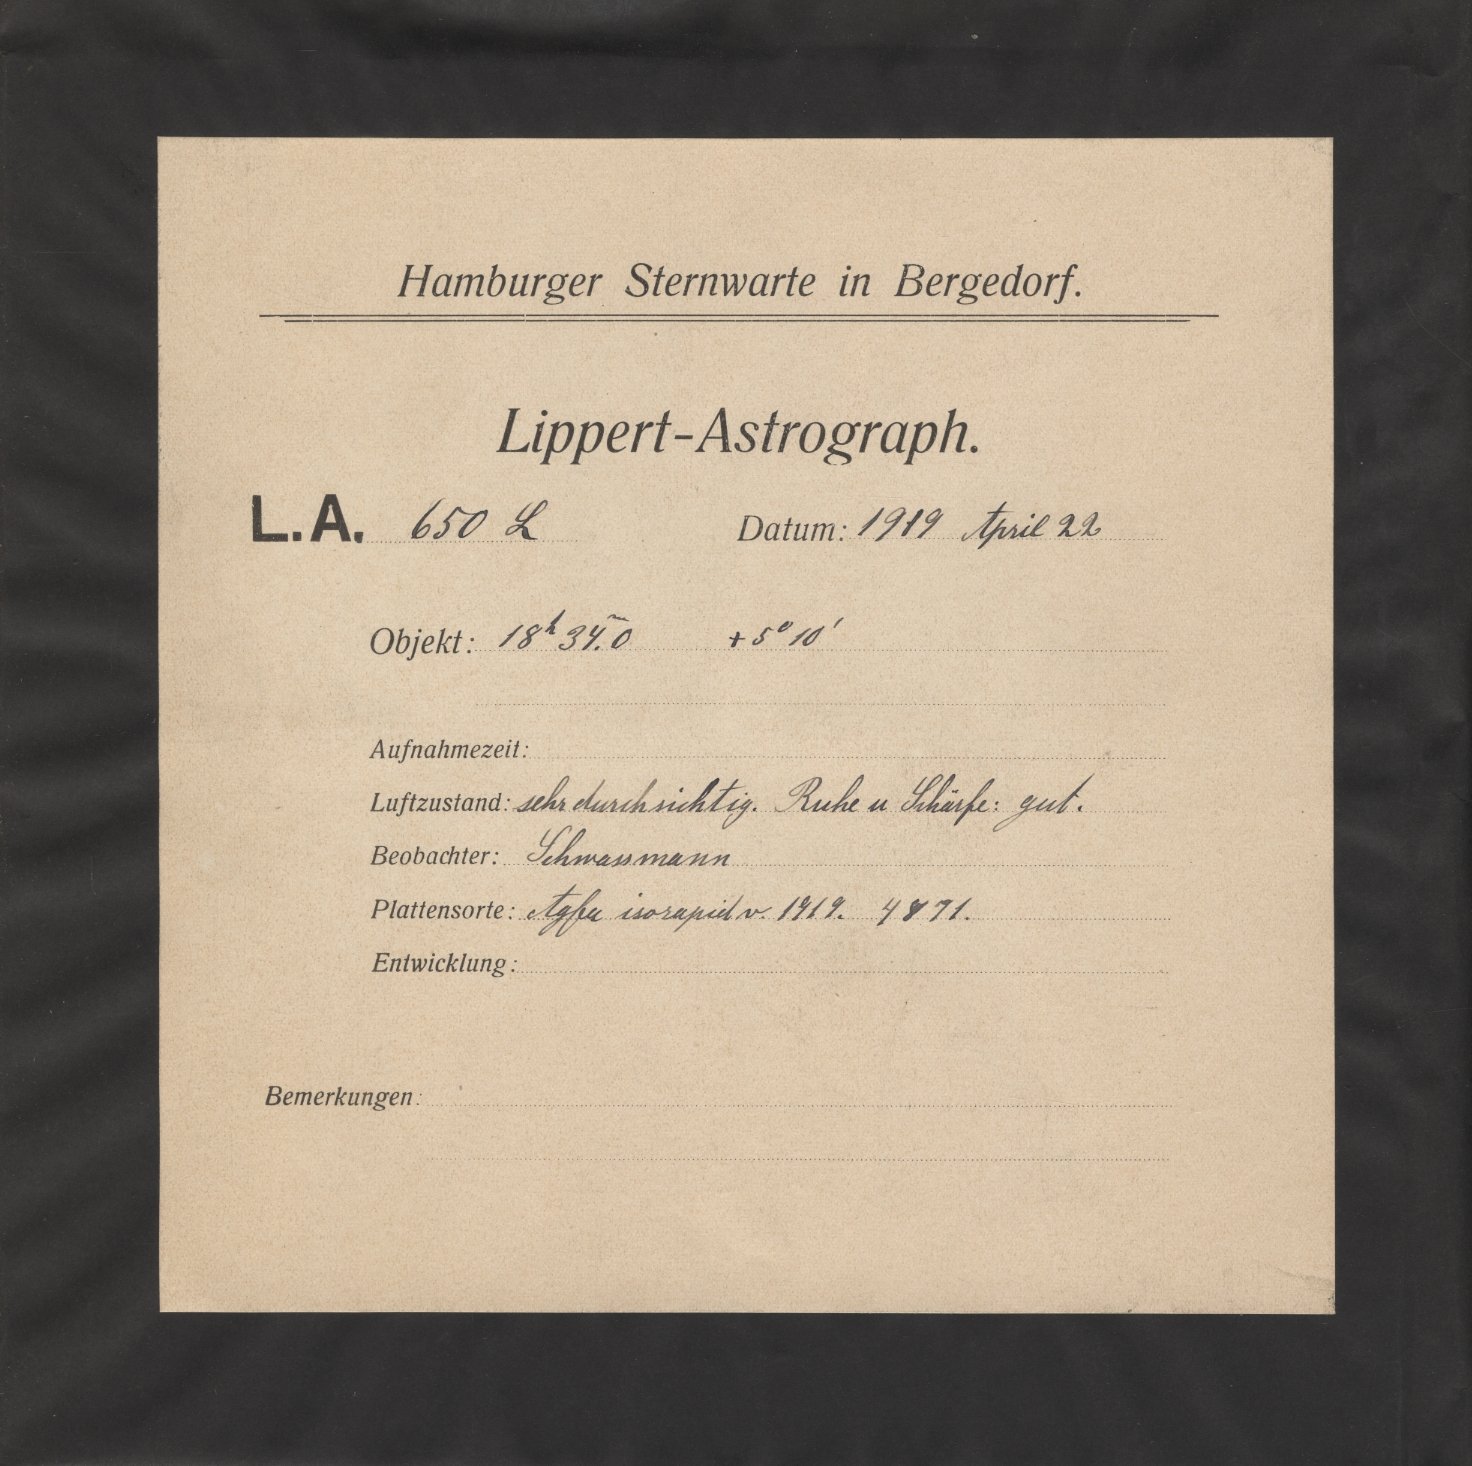 Hamburger Sternwarte in Bergedorf.
Lippert-Astrograph.
L.A. 650 L Datum: 1919 April 22
Objekt: 18ʰ 34ᵐ.0 +5° 10′
Aufnahmezeit:
Luftzustand: sehr durchsichtig. Ruhe u Schärfe: gut.
Beobachter: Schwassmann
Plattensorte: Agfa isorapid v. 1919. 4871.
Entwicklung:
Bemerkungen: